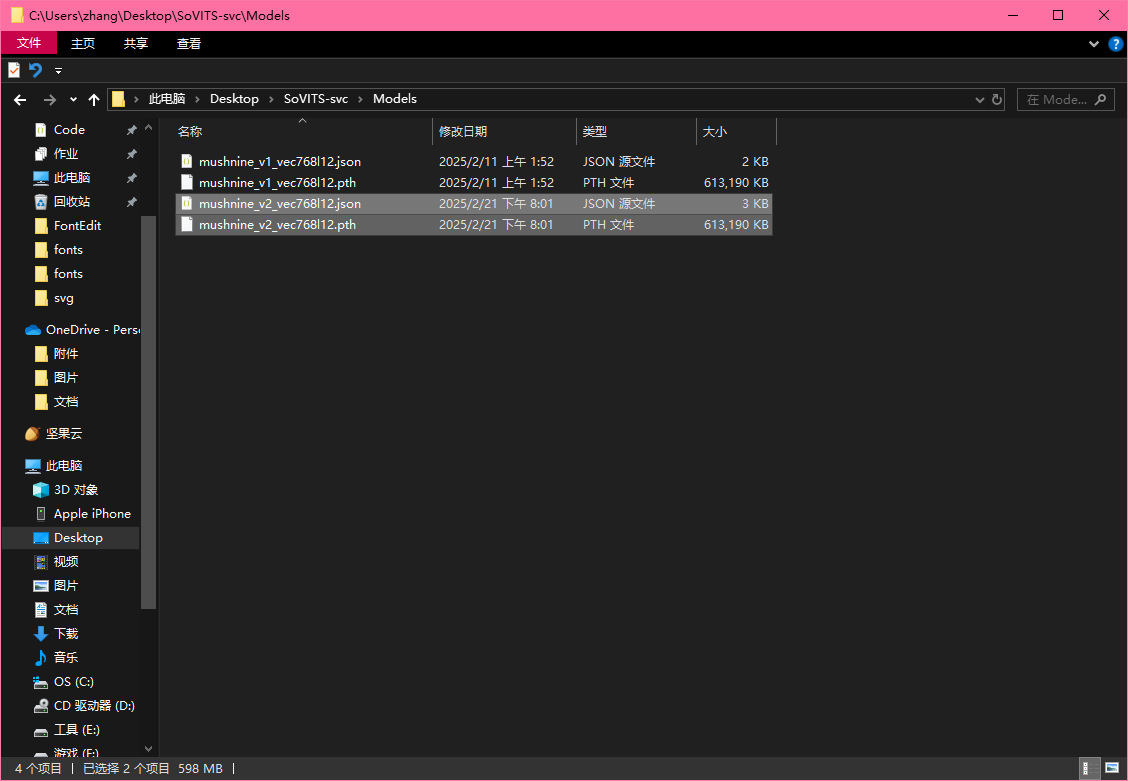 C:\Users\zhang\Desktop\SoVITS-svc\Models
文件 主页 共享 查看
此电脑 Desktop SoVITS-svc Models 在 Mode...
Code
作业
此电脑
回收站
FontEdit
fonts
fonts
svg
OneDrive - Perso
附件
图片
文档
坚果云
此电脑
3D 对象
Apple iPhone
Desktop
视频
图片
文档
下载
音乐
OS (C:)
CD 驱动器 (D:)
工具 (E:)
游戏 (F:)
名称 修改日期 类型 大小
mushnine_v1_vec768l12.json 2025/2/11 上午 1:52 JSON 源文件 2 KB
mushnine_v1_vec768l12.pth 2025/2/11 上午 1:52 PTH 文件 613,190 KB
mushnine_v2_vec768l12.json 2025/2/21 下午 8:01 JSON 源文件 3 KB
mushnine_v2_vec768l12.pth 2025/2/21 下午 8:01 PTH 文件 613,190 KB
4 个项目 已选择 2 个项目 598 MB